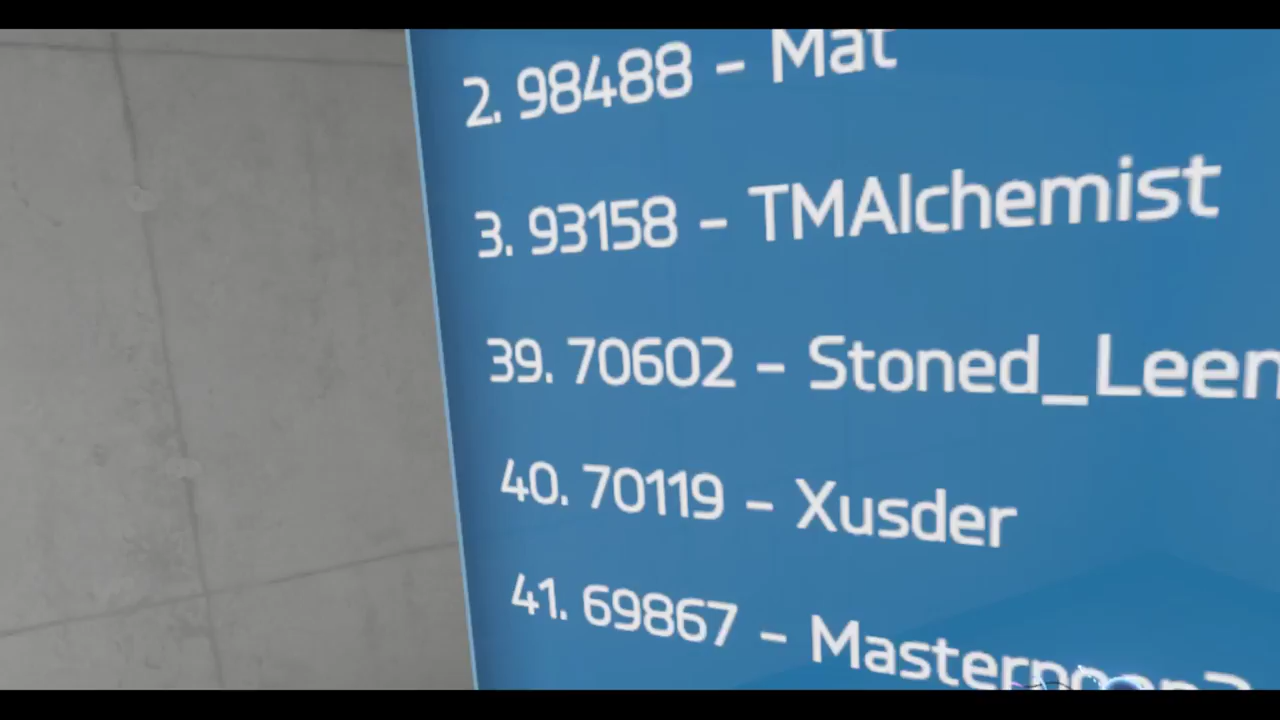 2. 98488 - Mat
3. 93158 - TMAlchemist
39. 70602 - Stoned_Leen
40. 70119 - Xusder
41. 69867 -